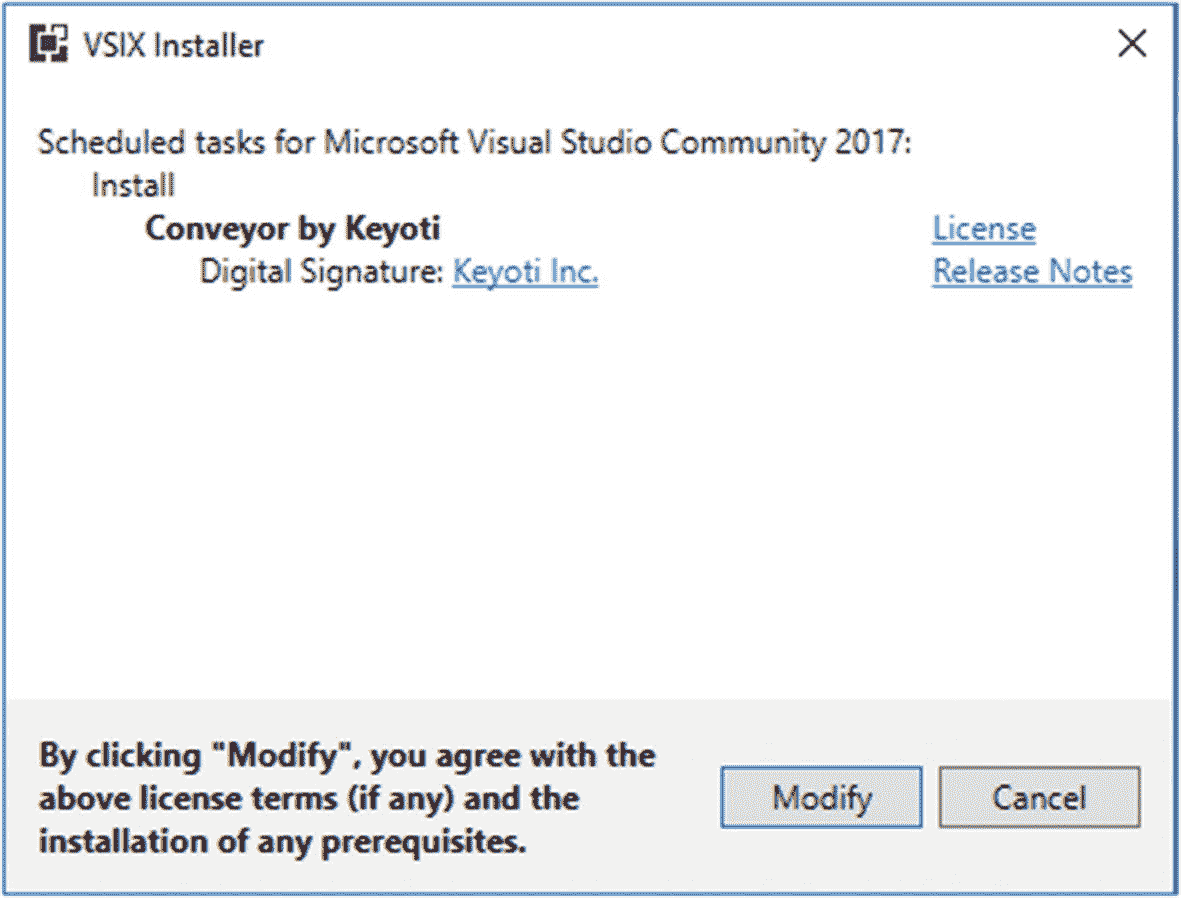 VSIX Installer
Scheduled tasks for Microsoft Visual Studio Community 2017:
Install
Conveyor by Keyoti License
Digital Signature: Keyoti Inc. Release Notes
By clicking "Modify", you agree with the
above license terms (if any) and the
installation of any prerequisites.
Modify Cancel